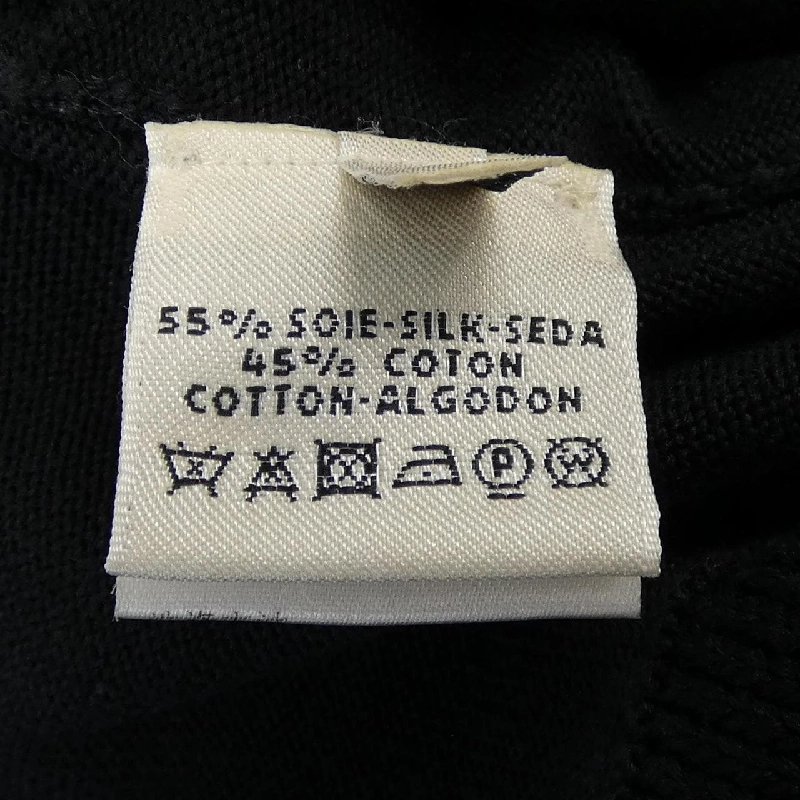 55% SOIE-SILK-SEDA
45% COTON
COTTON-ALGODON
P W